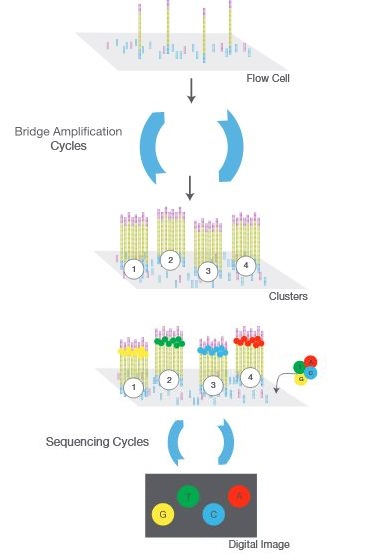 Flow Cell
Bridge Amplification
Cycles
1
2
3
4
Clusters
1
2
3
4
T
A
G
C
Sequencing Cycles
G
T
C
A
Digital Image